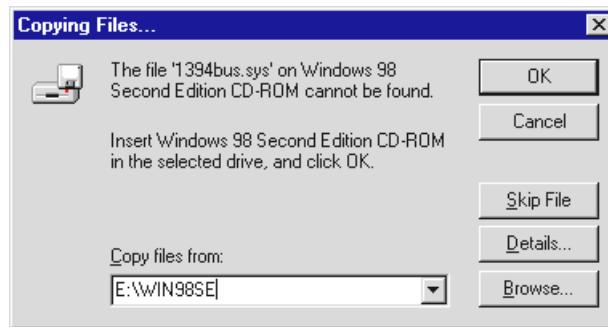 Copying Files...
The file '1394bus.sys' on Windows 98
Second Edition CD-ROM cannot be found.
Insert Windows 98 Second Edition CD-ROM
in the selected drive, and click OK.
Copy files from:
E:\WIN98SE
OK
Cancel
Skip File
Details...
Browse...